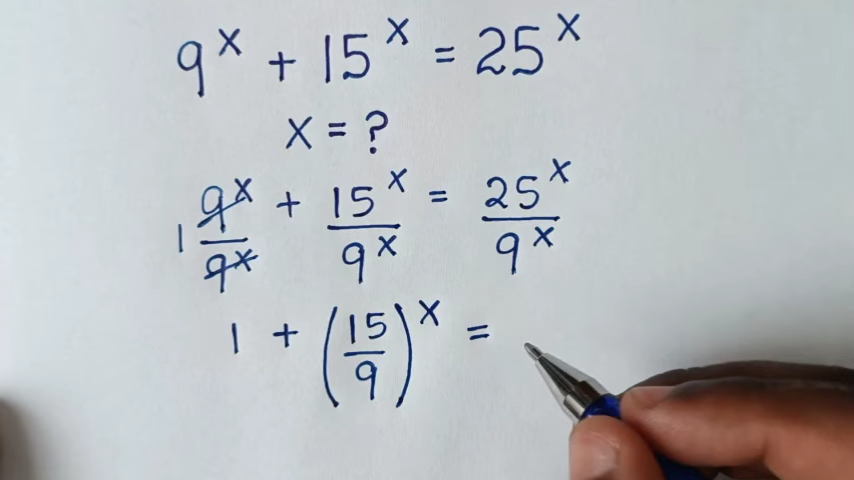 9^x + 15^x = 25^x
x = ?
1 9^x/9^x + 15^x/9^x = 25^x/9^x
1 + (15/9)^x =